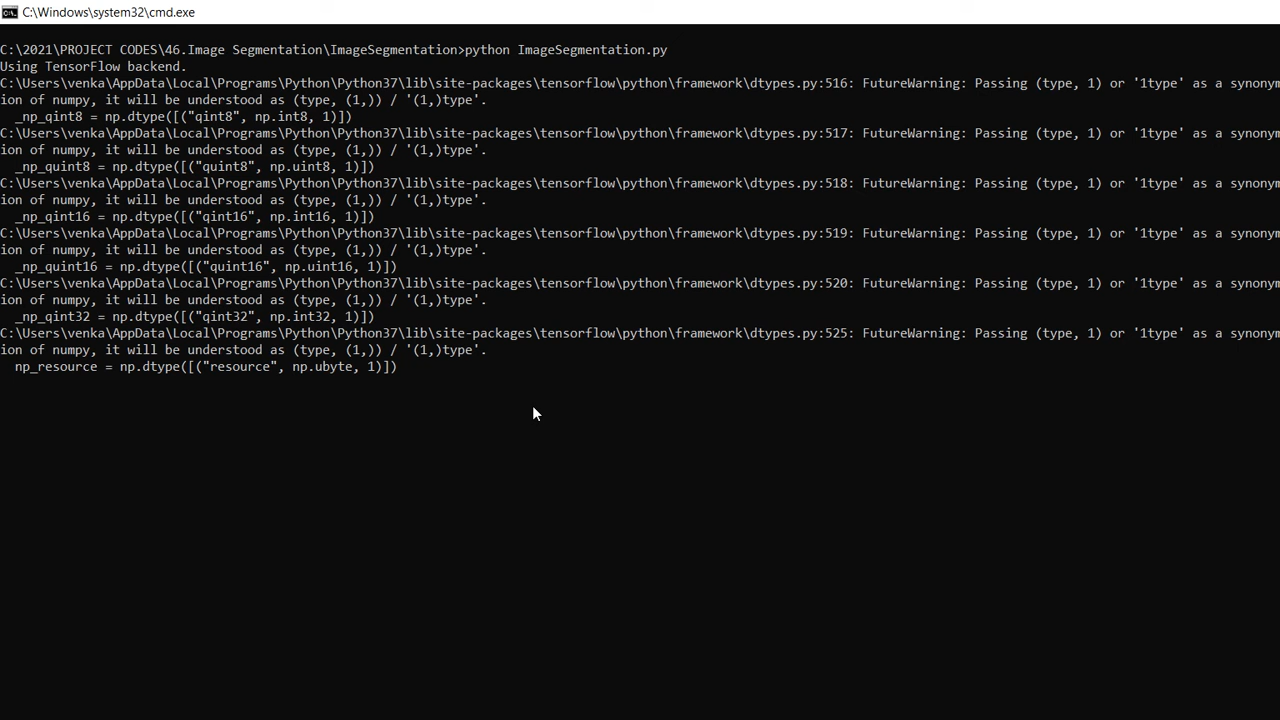 C:\Windows\system32\cmd.exe
C:\2021\PROJECT CODES\46.Image Segmentation\ImageSegmentation>python ImageSegmentation.py
Using TensorFlow backend.
C:\Users\venka\AppData\Local\Programs\Python\Python37\lib\site-packages\tensorflow\python\framework\dtypes.py:516: FutureWarning: Passing (type, 1) or '1type' as a synonym
ion of numpy, it will be understood as (type, (1,)) / '(1,)type'.
  _np_qint8 = np.dtype([("qint8", np.int8, 1)])
C:\Users\venka\AppData\Local\Programs\Python\Python37\lib\site-packages\tensorflow\python\framework\dtypes.py:517: FutureWarning: Passing (type, 1) or '1type' as a synonym
ion of numpy, it will be understood as (type, (1,)) / '(1,)type'.
  _np_quint8 = np.dtype([("quint8", np.uint8, 1)])
C:\Users\venka\AppData\Local\Programs\Python\Python37\lib\site-packages\tensorflow\python\framework\dtypes.py:518: FutureWarning: Passing (type, 1) or '1type' as a synonym
ion of numpy, it will be understood as (type, (1,)) / '(1,)type'.
  _np_qint16 = np.dtype([("qint16", np.int16, 1)])
C:\Users\venka\AppData\Local\Programs\Python\Python37\lib\site-packages\tensorflow\python\framework\dtypes.py:519: FutureWarning: Passing (type, 1) or '1type' as a synonym
ion of numpy, it will be understood as (type, (1,)) / '(1,)type'.
  _np_quint16 = np.dtype([("quint16", np.uint16, 1)])
C:\Users\venka\AppData\Local\Programs\Python\Python37\lib\site-packages\tensorflow\python\framework\dtypes.py:520: FutureWarning: Passing (type, 1) or '1type' as a synonym
ion of numpy, it will be understood as (type, (1,)) / '(1,)type'.
  _np_qint32 = np.dtype([("qint32", np.int32, 1)])
C:\Users\venka\AppData\Local\Programs\Python\Python37\lib\site-packages\tensorflow\python\framework\dtypes.py:525: FutureWarning: Passing (type, 1) or '1type' as a synonym
ion of numpy, it will be understood as (type, (1,)) / '(1,)type'.
  np_resource = np.dtype([("resource", np.ubyte, 1)])